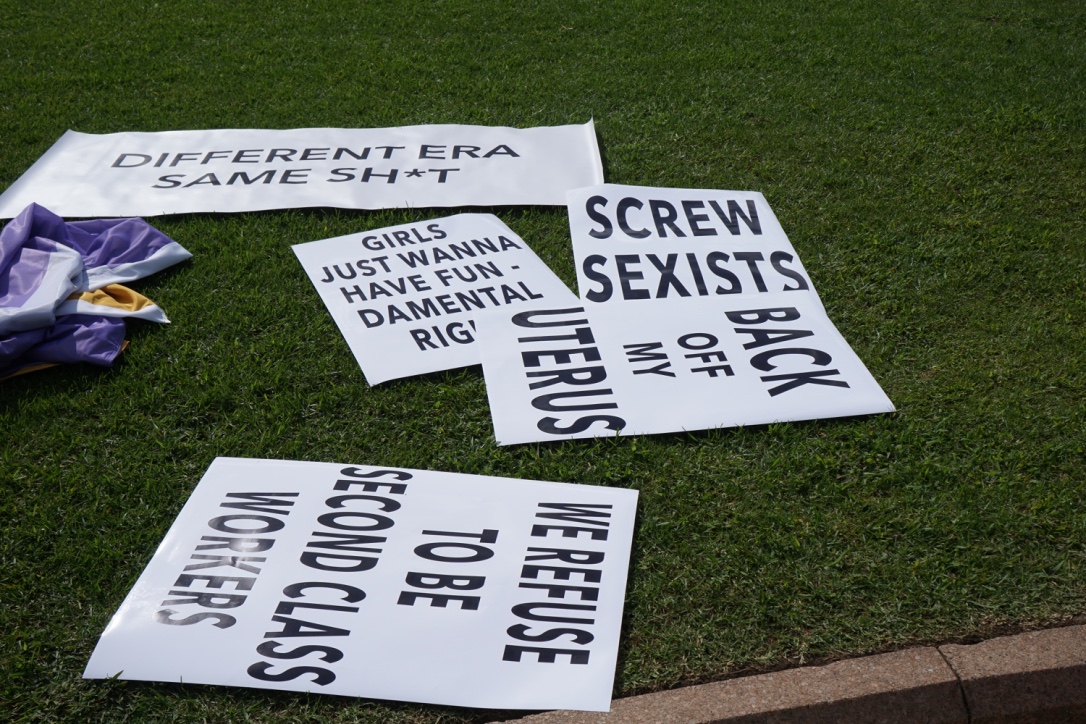 DIFFERENT ERA
SAME SH*T
GIRLS
JUST WANNA
HAVE FUN -
DAMENTAL
SCREW
SEXISTS
BACK
OFF
MY
UTERUS
WE REFUSE
TO BE
SECOND CLASS
WORKERS